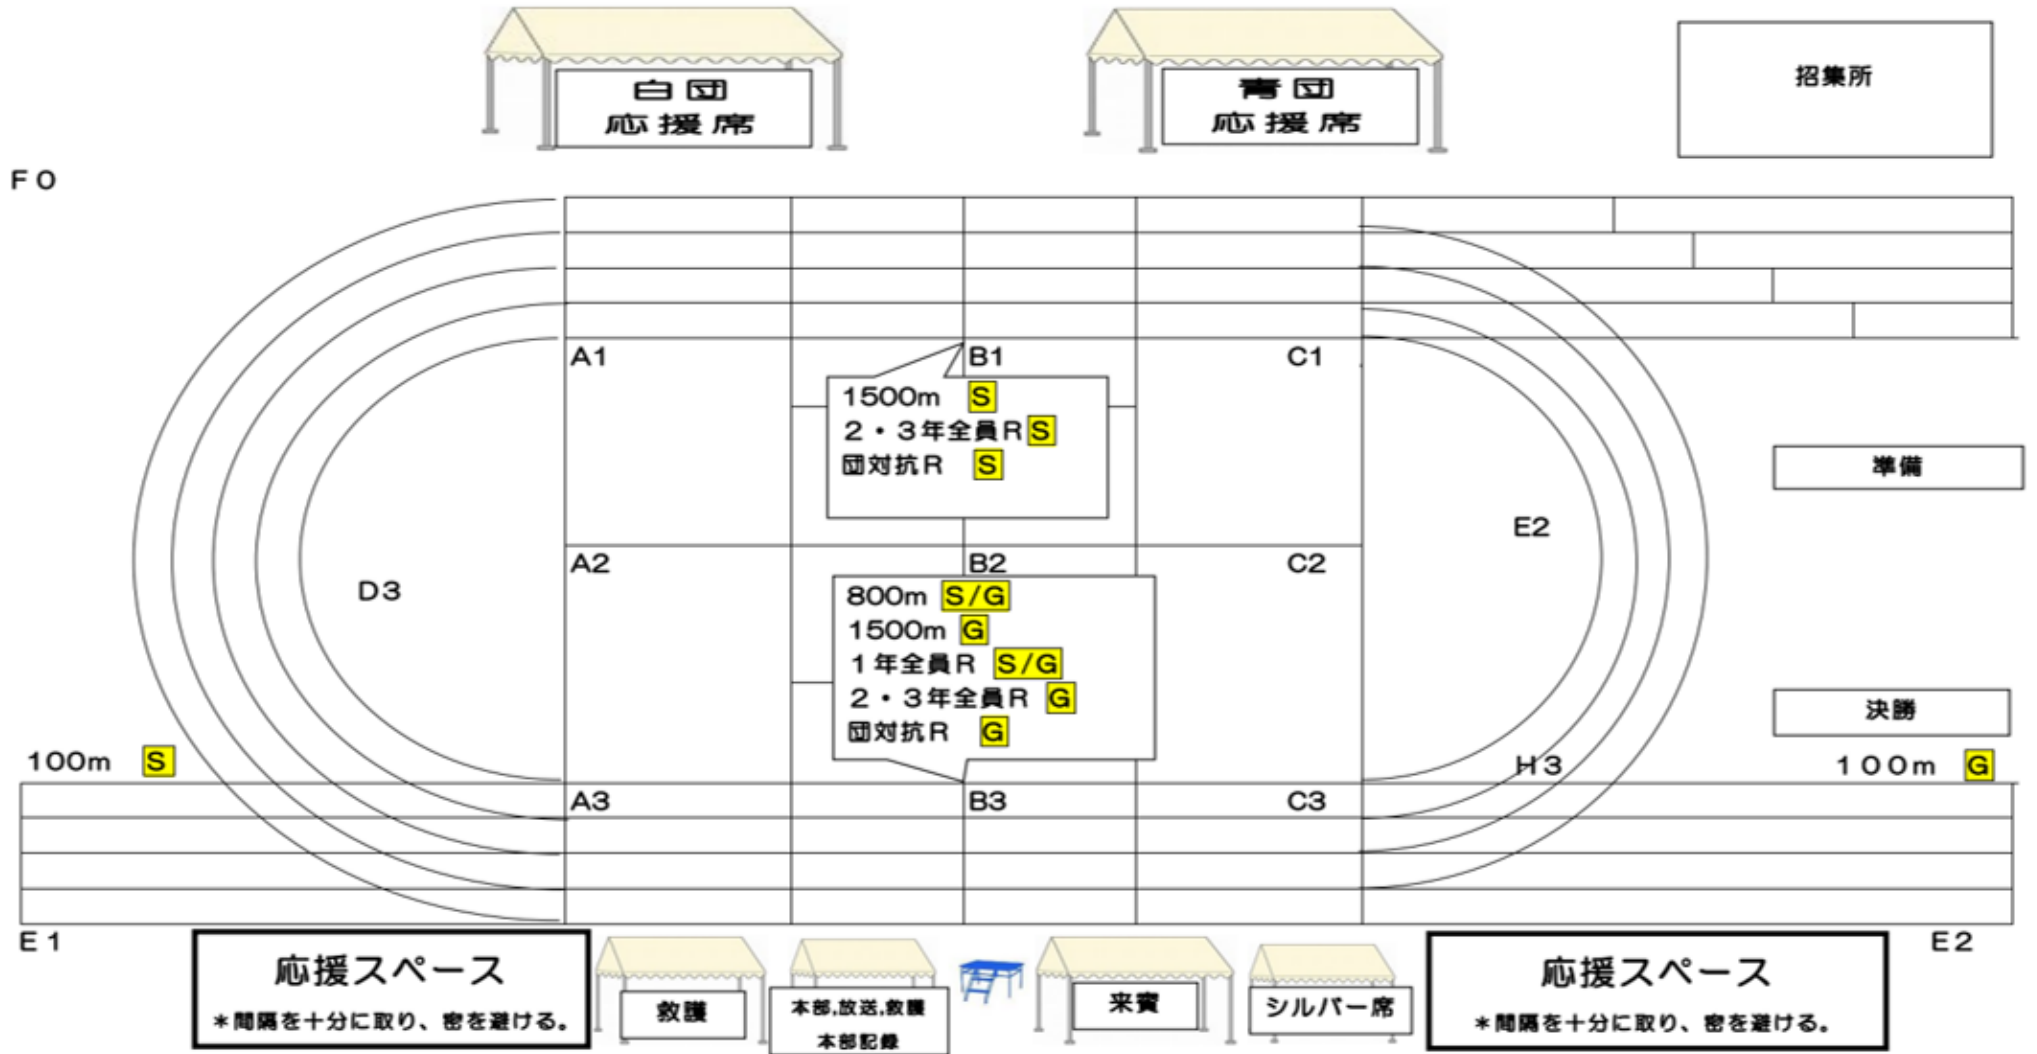 白団
応援席
青団
応援席
招集所
F0
A1
B1
C1
1500m S
2・3年全員R S
団対抗R S
準備
E2
A2
B2
C2
D3
800m S/G
1500m G
1年全員R S/G
2・3年全員R G
団対抗R G
決勝
100m S
H3
100m G
A3
B3
C3
E1
E2
応援スペース
*間隔を十分に取り、密を避ける。
救護
本部,放送,救護
本部記録
来賓
シルバー席
応援スペース
*間隔を十分に取り、密を避ける。